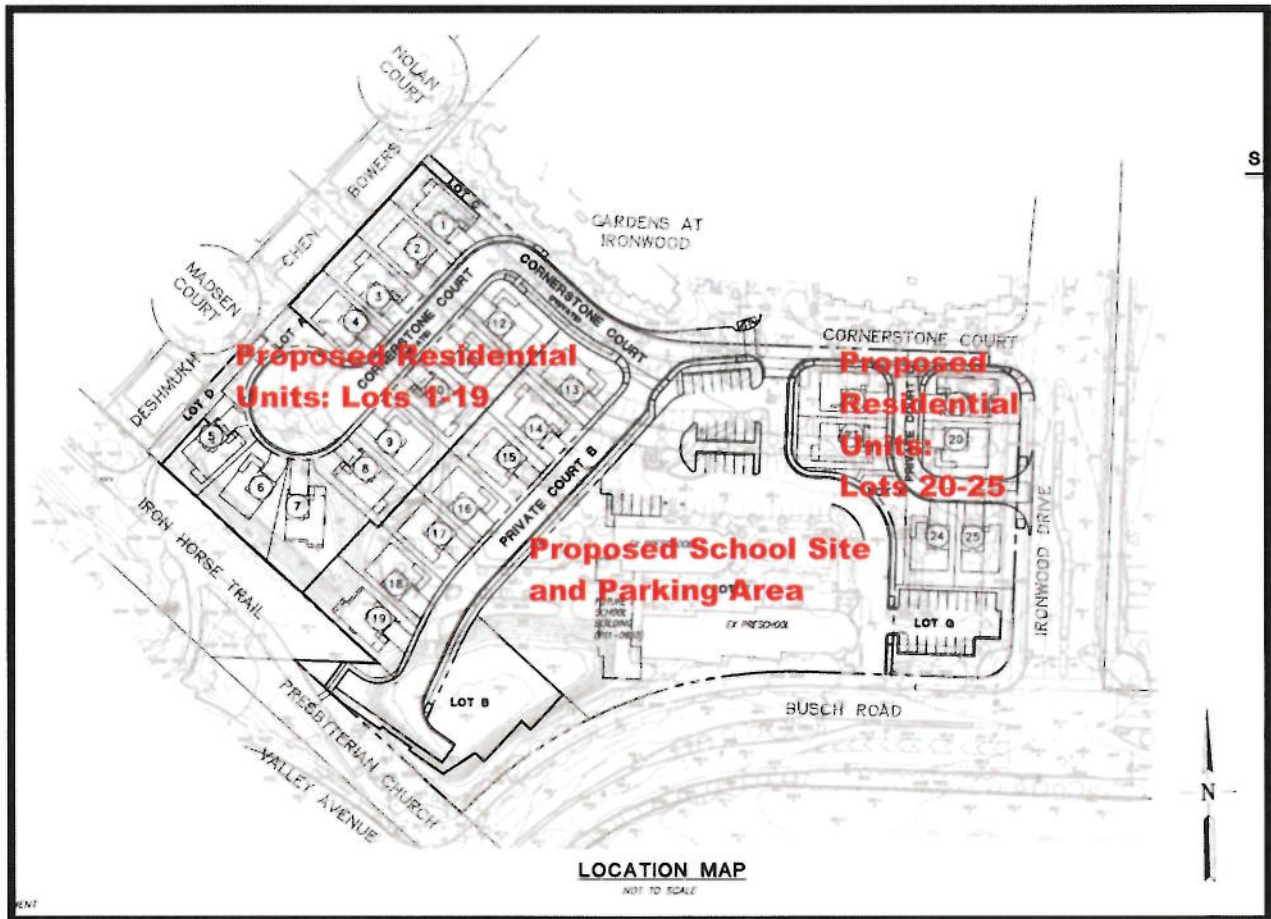 NOLAN
COURT
BOWERS
S
LOT C
1
GARDENS AT
IRONWOOD
CHEN
2
MADSEN
COURT
3
CORNERSTONE COURT
CORNERSTONE COURT
4
LOT A
12
CORNERSTONE COURT
Proposed Residential
Units: Lots 1-19
Proposed
Residential
Units:
Lots 20-25
DESHMUKH
LOT D
13
PRIVATE COURT
5
9
14
20
6
8
15
7
16
PRIVATE COURT B
17
24
25
IRONWOOD DRIVE
IRON HORSE TRAIL
Proposed School Site
and Parking Area
18
SCHOOL
BUILDING
EX PRESCHOOL
LOT G
19
LOT B
BUSCH ROAD
PRESBYTERIAN CHURCH
VALLEY AVENUE
N
LOCATION MAP
NOT TO SCALE